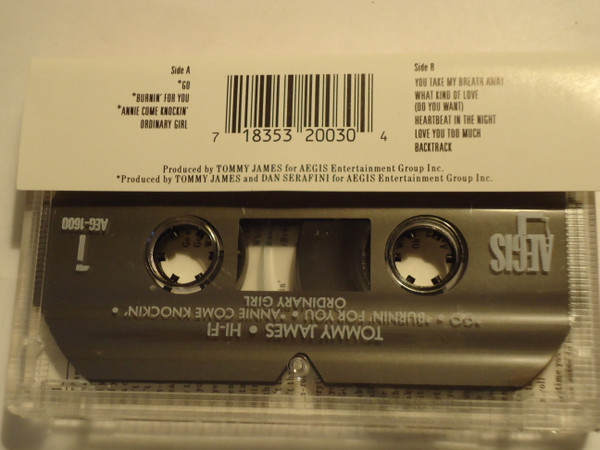 Side A
*GO
*BURNIN' FOR YOU
*ANNIE COME KNOCKIN'
ORDINARY GIRL
7 18353 20030 4
Side B
YOU TAKE MY BREATH AWAY
WHAT KIND OF LOVE
(DO YOU WANT)
HEARTBEAT IN THE NIGHT
LOVE YOU TOO MUCH
BACKTRACK
Produced by TOMMY JAMES for AEGIS Entertainment Group Inc.
*Produced by TOMMY JAMES and DAN SERAFINI for AEGIS Entertainment Group Inc.
TOMMY JAMES • HI-FI
*GO • *BURNIN' FOR YOU • *ANNIE COME KNOCKIN' •
ORDINARY GIRL
AEGIS
1
AEG-1600